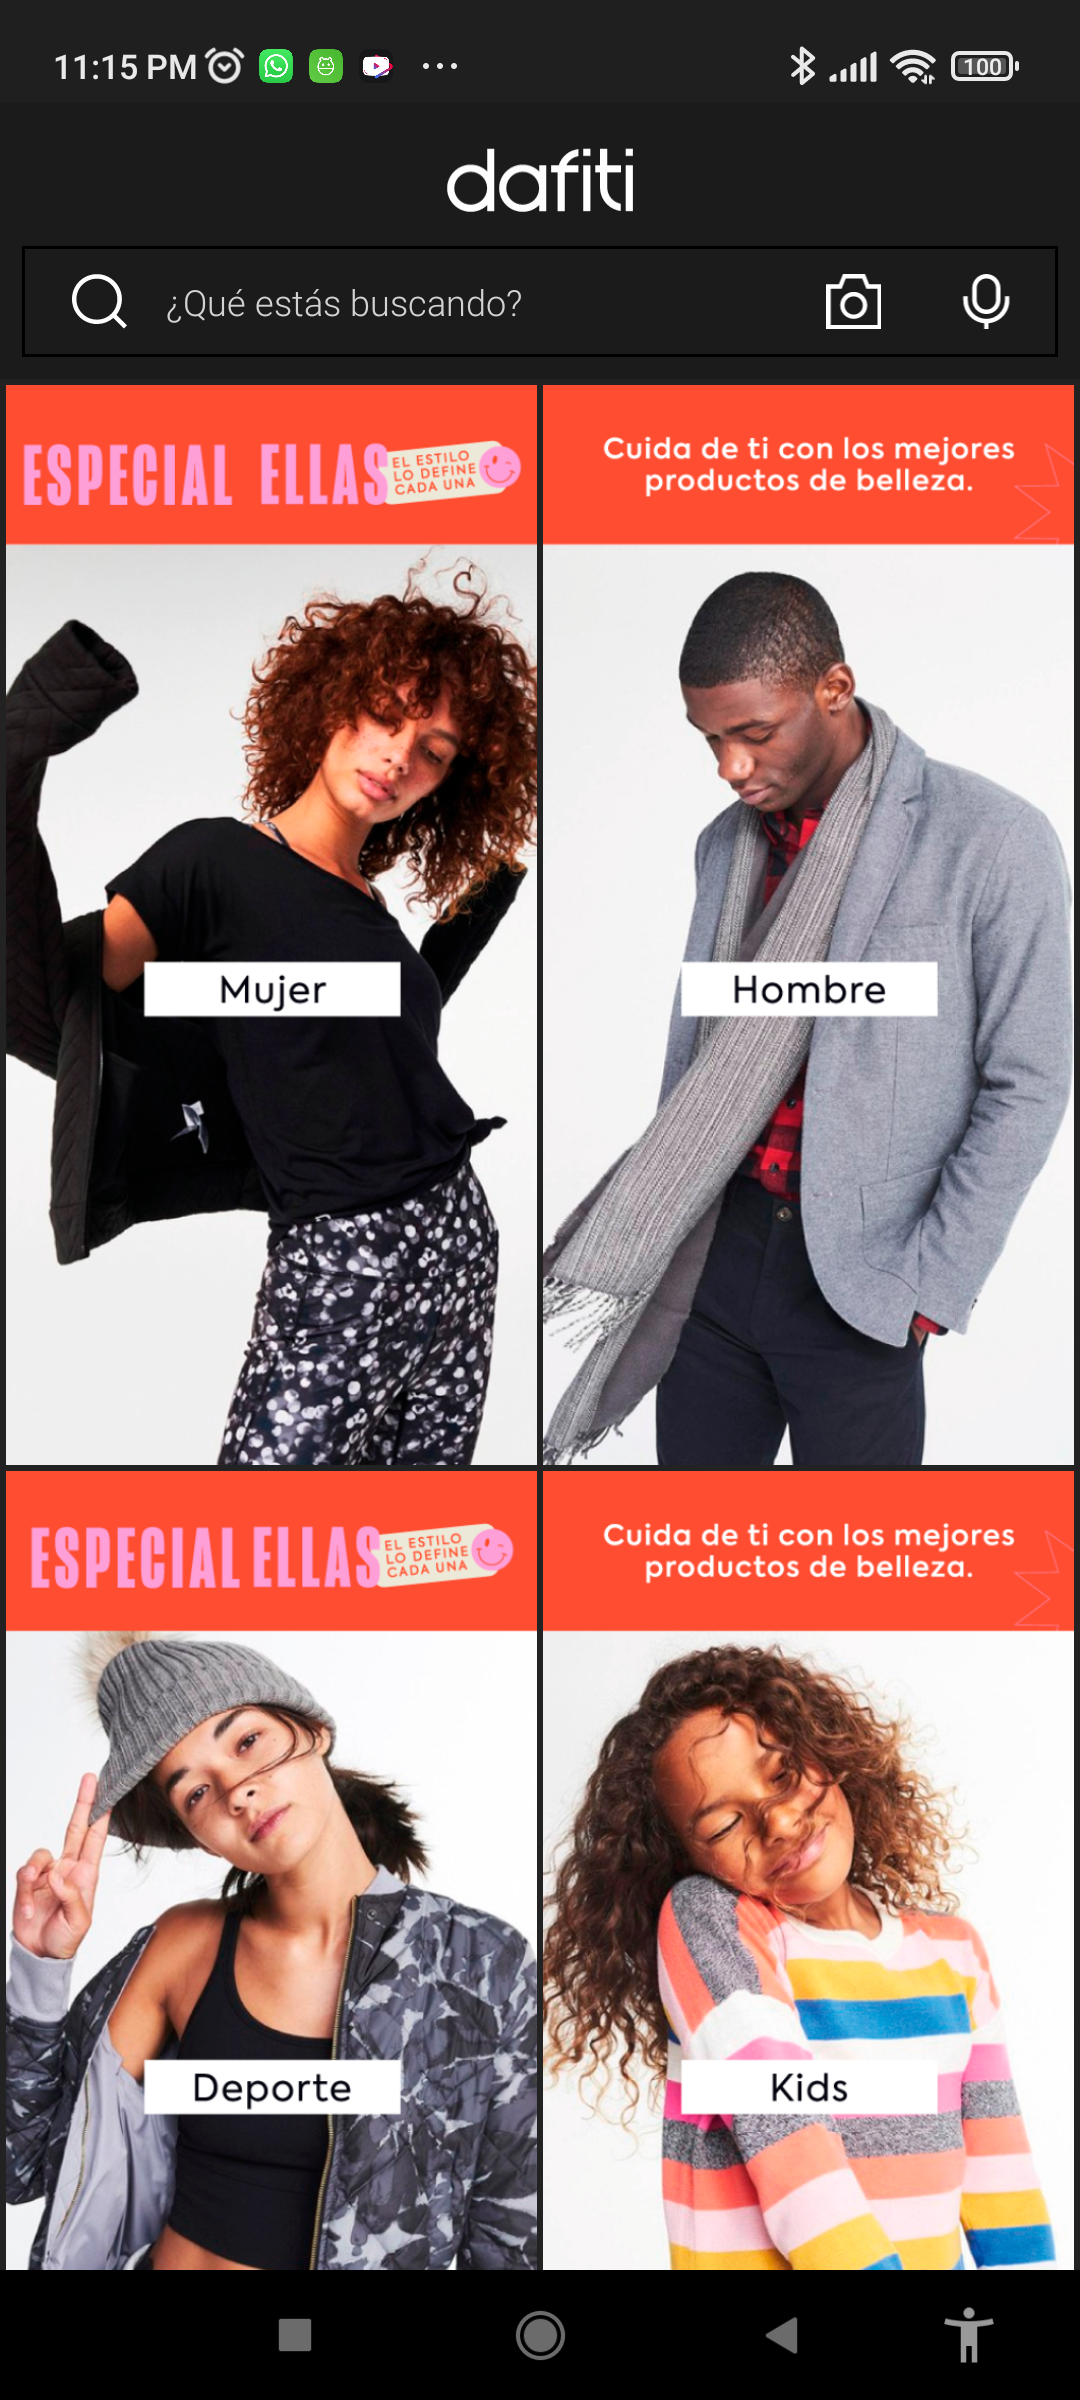 11:15 PM
100
dafiti
¿Qué estás buscando?
ESPECIAL ELLAS
EL ESTILO
LO DEFINE
CADA UNA
Cuida de ti con los mejores
productos de belleza.
Mujer
Hombre
ESPECIAL ELLAS
EL ESTILO
LO DEFINE
CADA UNA
Cuida de ti con los mejores
productos de belleza.
Deporte
Kids